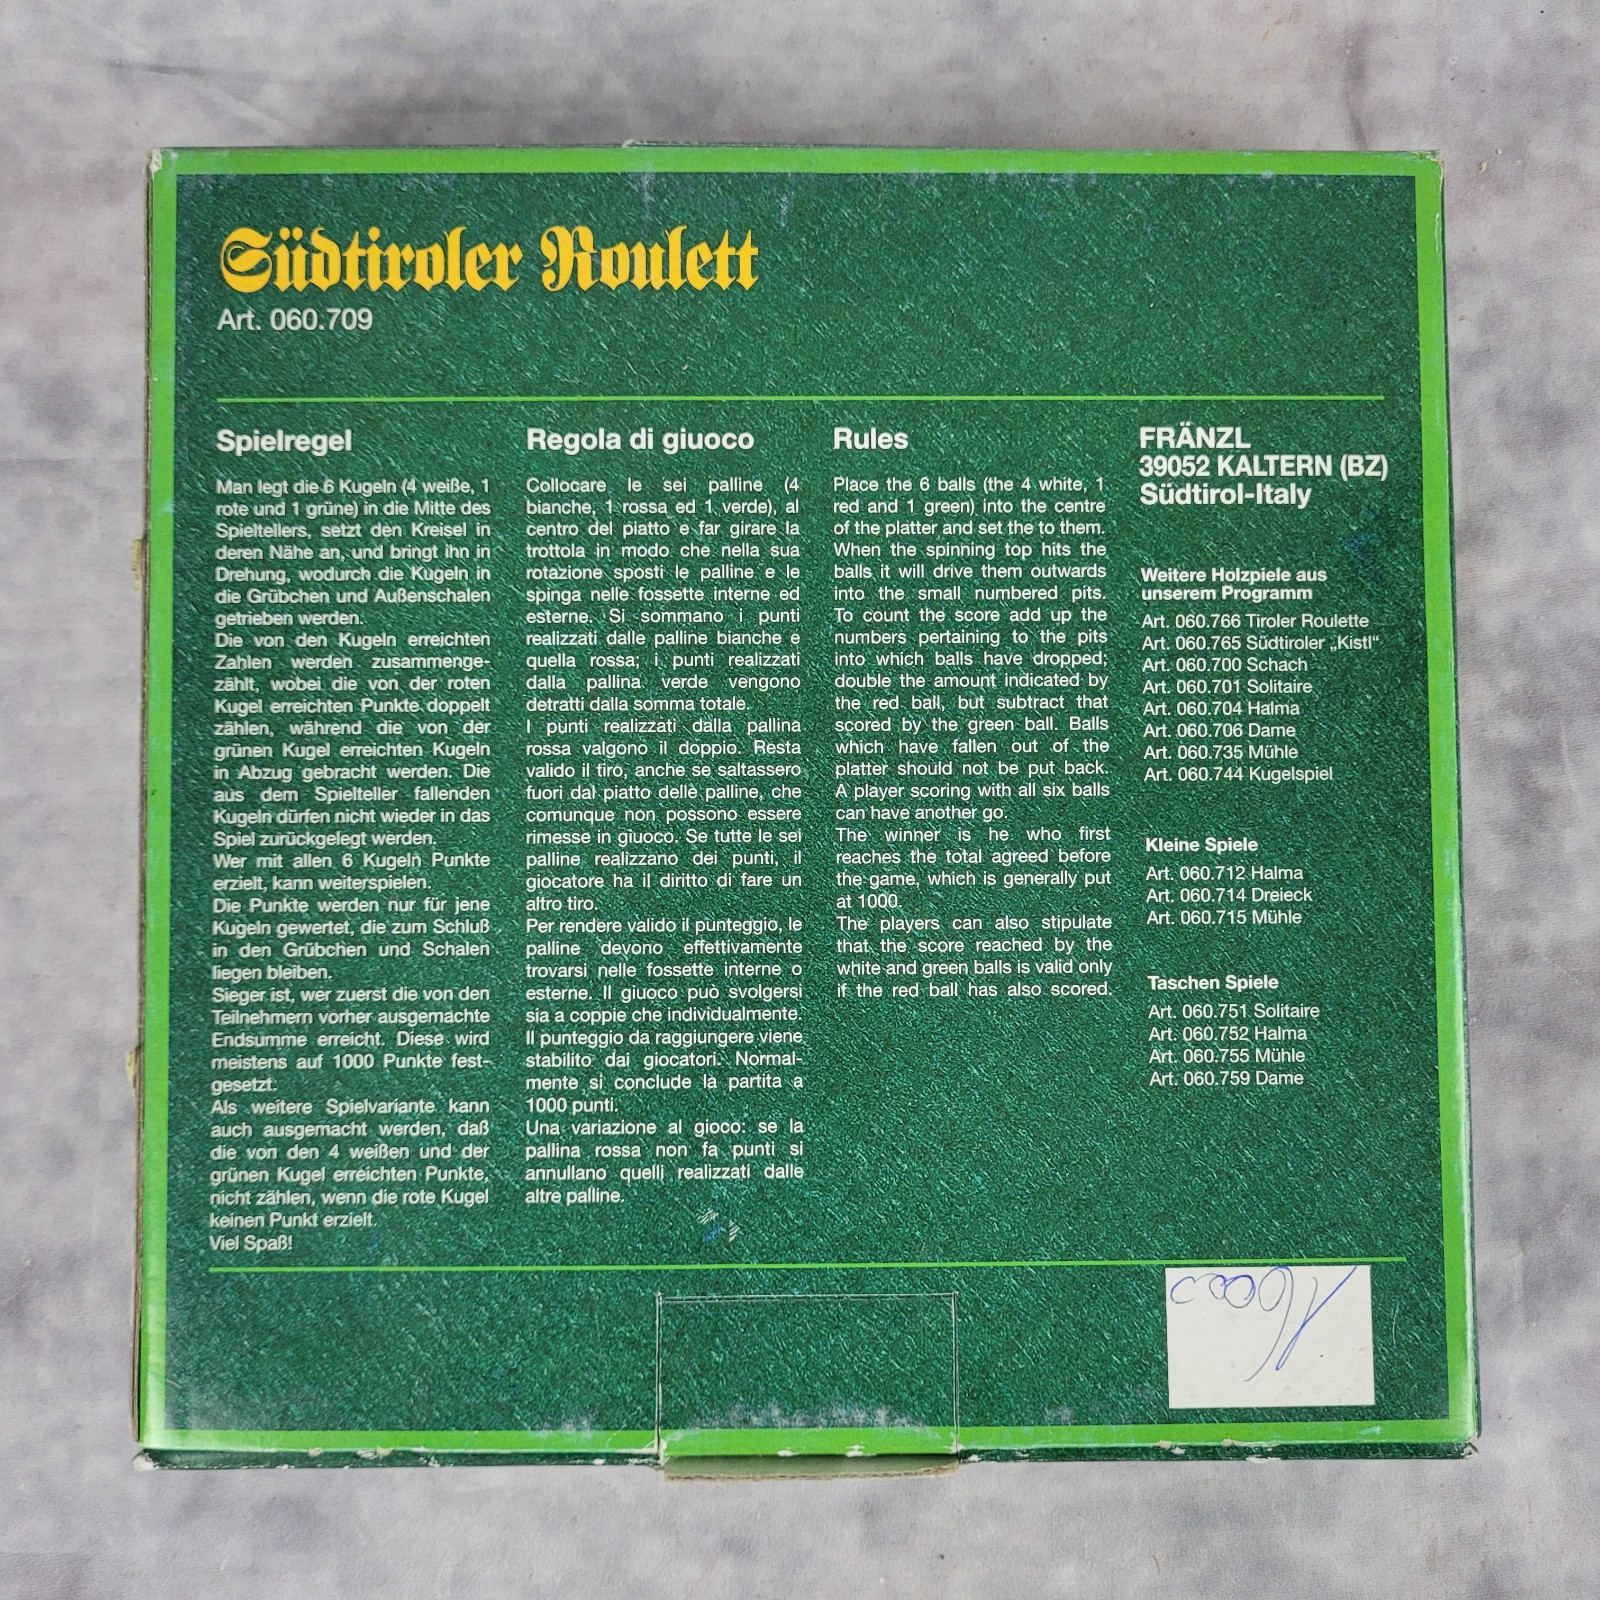 Südtiroler Roulett
Art. 060.709
Spielregel
Man legt die 6 Kugeln (4 weiße, 1
rote und 1 grüne) in die Mitte des
Spieltellers, setzt den Kreisel in
deren Nähe an, und bringt ihn in
Drehung, wodurch die Kugeln in
die Grübchen und Außenschalen
getrieben werden.
Die von den Kugeln erreichten
Zahlen werden zusammenge-
zählt, wobei die von der roten
Kugel erreichten Punkte doppelt
zählen, während die von der
grünen Kugel erreichten Kugeln
in Abzug gebracht werden. Die
aus dem Spielteller fallenden
Kugeln dürfen nicht wieder in das
Spiel zurückgelegt werden.
Wer mit allen 6 Kugeln Punkte
erzielt, kann weiterspielen.
Die Punkte werden nur für jene
Kugeln gewertet, die zum Schluß
in den Grübchen und Schalen
liegen bleiben.
Sieger ist, wer zuerst die von den
Teilnehmern vorher ausgemachte
Endsumme erreicht. Diese wird
meistens auf 1000 Punkte fest-
gesetzt.
Als weitere Spielvariante kann
auch ausgemacht werden, daß
die von den 4 weißen und der
grünen Kugel erreichten Punkte,
nicht zählen, wenn die rote Kugel
keinen Punkt erzielt.
Viel Spaß!
Regola di giuoco
Collocare le sei palline (4
bianche, 1 rossa ed 1 verde), al
centro del piatto e far girare la
trottola in modo che nella sua
rotazione sposti le palline e le
spinga nelle fossette interne ed
esterne. Si sommano i punti
realizzati dalle palline bianche e
quella rossa; i punti realizzati
dalla pallina verde vengono
detratti dalla somma totale.
I punti realizzati dalla pallina
rossa valgono il doppio. Resta
valido il tiro, anche se saltassero
fuori dal piatto delle palline, che
comunque non possono essere
rimesse in giuoco. Se tutte le sei
palline realizzano dei punti, il
giocatore ha il diritto di fare un
altro tiro.
Per rendere valido il punteggio, le
palline devono effettivamente
trovarsi nelle fossette interne o
esterne. Il giuoco può svolgersi
sia a coppie che individualmente.
Il punteggio da raggiungere viene
stabilito dai giocatori. Normal-
mente si conclude la partita a
1000 punti.
Una variazione al gioco: se la
pallina rossa non fa punti si
annullano quelli realizzati dalle
altre palline.
Rules
Place the 6 balls (the 4 white, 1
red and 1 green) into the centre
of the platter and set the to them.
When the spinning top hits the
balls it will drive them outwards
into the small numbered pits.
To count the score add up the
numbers pertaining to the pits
into which balls have dropped;
double the amount indicated by
the red ball, but subtract that
scored by the green ball. Balls
which have fallen out of the
platter should not be put back.
A player scoring with all six balls
can have another go.
The winner is he who first
reaches the total agreed before
the game, which is generally put
at 1000.
The players can also stipulate
that the score reached by the
white and green balls is valid only
if the red ball has also scored.
FRÄNZL
39052 KALTERN (BZ)
Südtirol-Italy
Weitere Holzpiele aus
unserem Programm
Art. 060.766 Tiroler Roulette
Art. 060.765 Südtiroler „Kistl“
Art. 060.700 Schach
Art. 060.701 Solitaire
Art. 060.704 Halma
Art. 060.706 Dame
Art. 060.735 Mühle
Art. 060.744 Kugelspiel
Kleine Spiele
Art. 060.712 Halma
Art. 060.714 Dreieck
Art. 060.715 Mühle
Taschen Spiele
Art. 060.751 Solitaire
Art. 060.752 Halma
Art. 060.755 Mühle
Art. 060.759 Dame